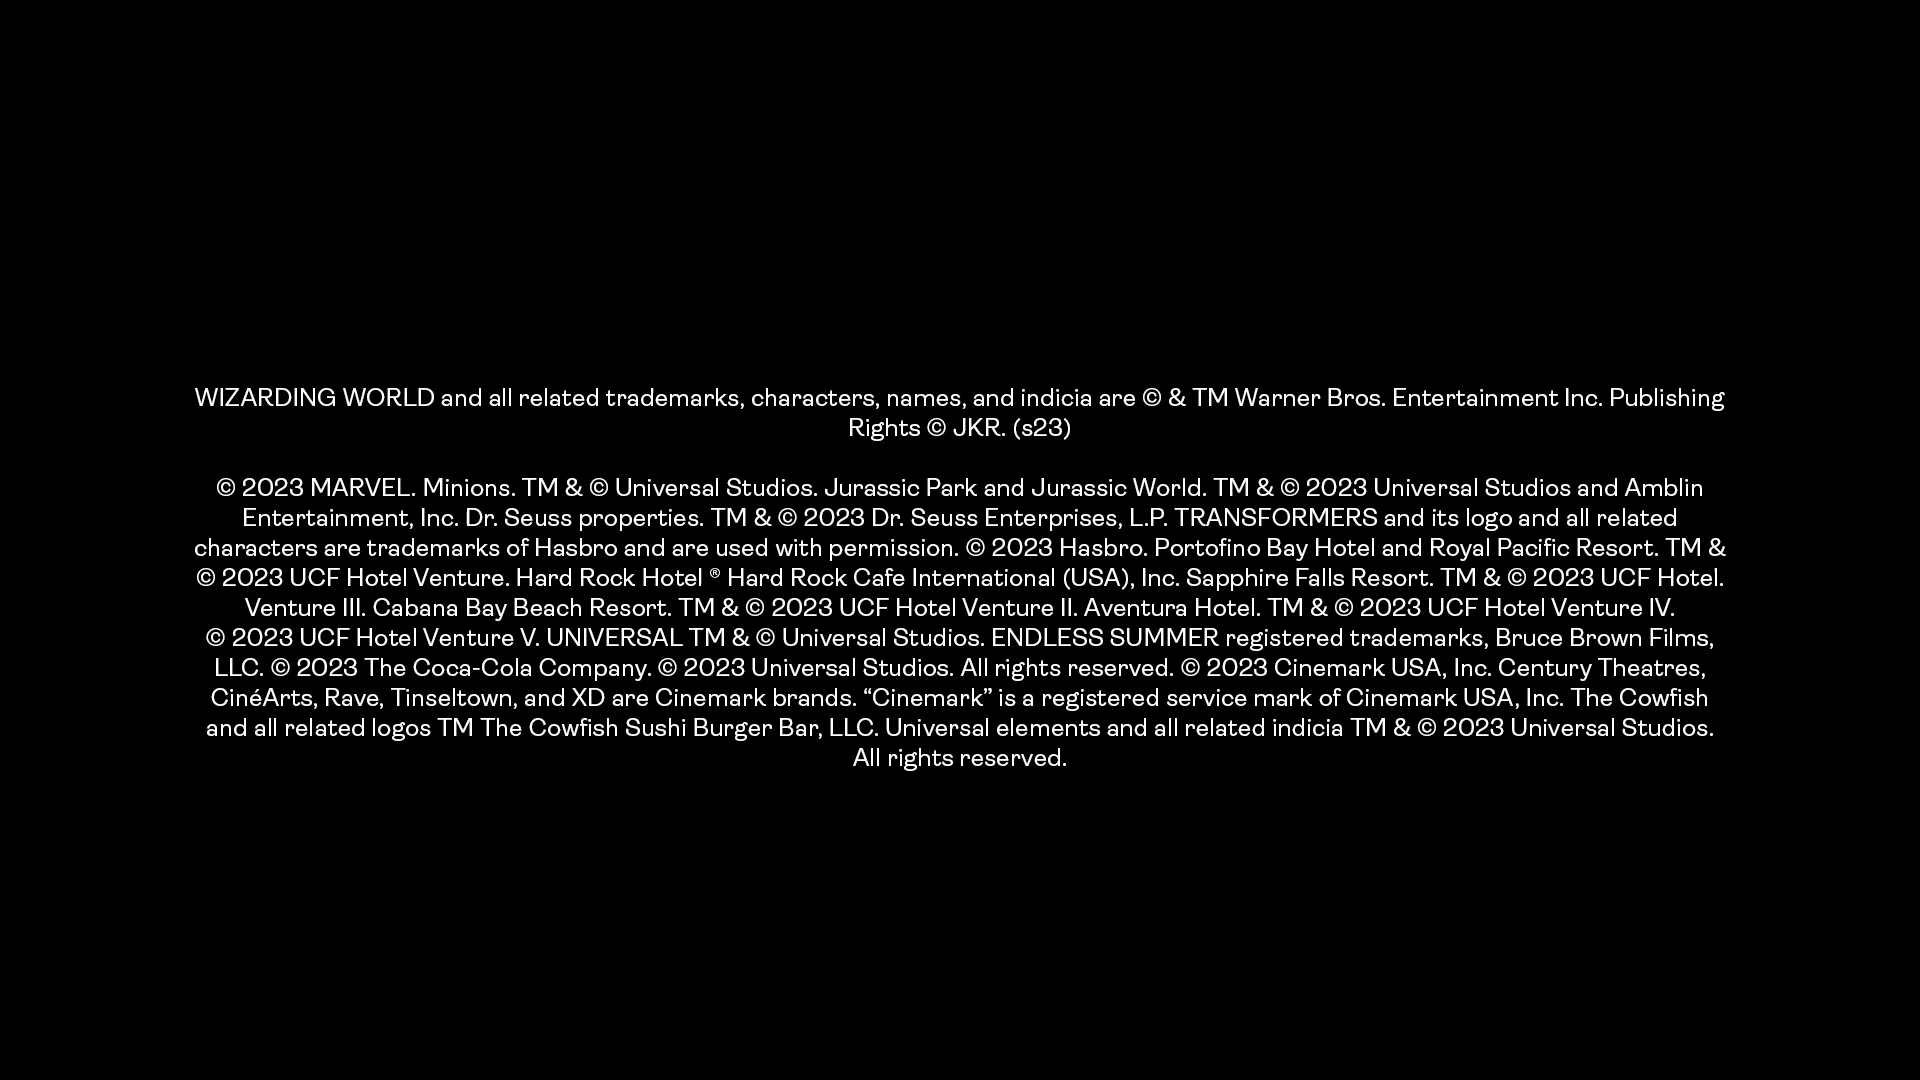 WIZARDING WORLD and all related trademarks, characters, names, and indicia are © & TM Warner Bros. Entertainment Inc. Publishing
Rights © JKR. (s23)
© 2023 MARVEL. Minions. TM & © Universal Studios. Jurassic Park and Jurassic World. TM & © 2023 Universal Studios and Amblin
Entertainment, Inc. Dr. Seuss properties. TM & © 2023 Dr. Seuss Enterprises, L.P. TRANSFORMERS and its logo and all related
characters are trademarks of Hasbro and are used with permission. © 2023 Hasbro. Portofino Bay Hotel and Royal Pacific Resort. TM &
© 2023 UCF Hotel Venture. Hard Rock Hotel ® Hard Rock Cafe International (USA), Inc. Sapphire Falls Resort. TM & © 2023 UCF Hotel.
Venture III. Cabana Bay Beach Resort. TM & © 2023 UCF Hotel Venture II. Aventura Hotel. TM & © 2023 UCF Hotel Venture IV.
© 2023 UCF Hotel Venture V. UNIVERSAL TM & © Universal Studios. ENDLESS SUMMER registered trademarks, Bruce Brown Films,
LLC. © 2023 The Coca-Cola Company. © 2023 Universal Studios. All rights reserved. © 2023 Cinemark USA, Inc. Century Theatres,
CinéArts, Rave, Tinseltown, and XD are Cinemark brands. “Cinemark” is a registered service mark of Cinemark USA, Inc. The Cowfish
and all related logos TM The Cowfish Sushi Burger Bar, LLC. Universal elements and all related indicia TM & © 2023 Universal Studios.
All rights reserved.